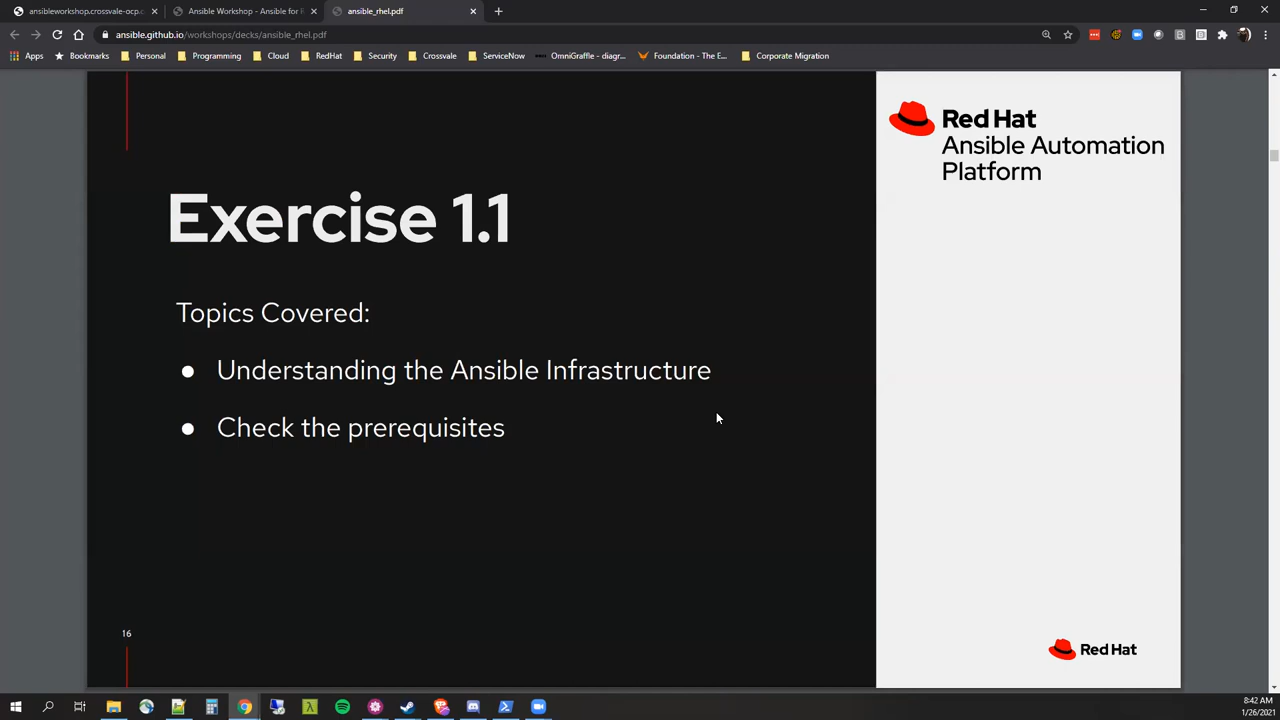 ansibleworkshop.crossvale-ocp.c
Ansible Workshop - Ansible for R
ansible_rhel.pdf
ansible.github.io/workshops/decks/ansible_rhel.pdf
Apps
Bookmarks
Personal
Programming
Cloud
RedHat
Security
Crossvale
ServiceNow
OmniGraffle - diagr...
Foundation - The E...
Corporate Migration
Exercise 1.1
Topics Covered:
● Understanding the Ansible Infrastructure
● Check the prerequisites
16
Red Hat
Ansible Automation
Platform
Red Hat
8:42 AM
1/26/2021